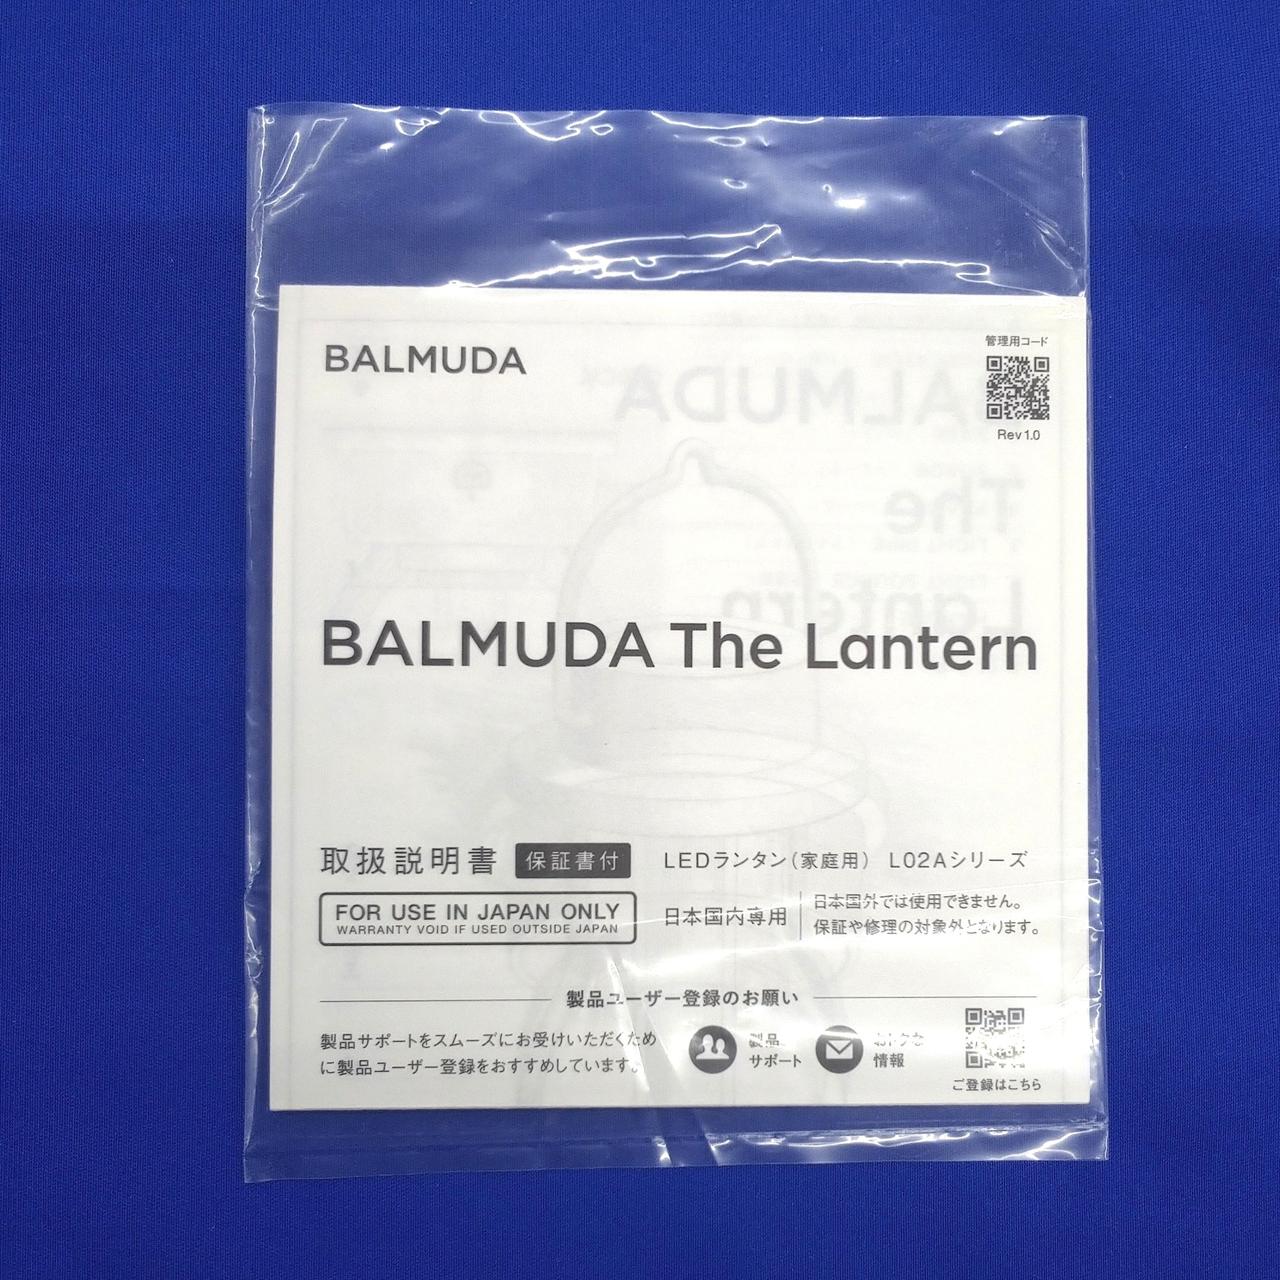 BALMUDA
管理用コード
Rev 1.0
BALMUDA The Lantern
取扱説明書 保証書付 LEDランタン（家庭用） L02Aシリーズ
FOR USE IN JAPAN ONLY
WARRANTY VOID IF USED OUTSIDE JAPAN
日本国内専用
日本国外では使用できません。
保証や修理の対象外となります。
製品ユーザー登録のお願い
製品サポートをスムーズにお受けいただくため
に製品ユーザー登録をおすすめしています。
製品
サポート
おトクな
情報
ご登録はこちら